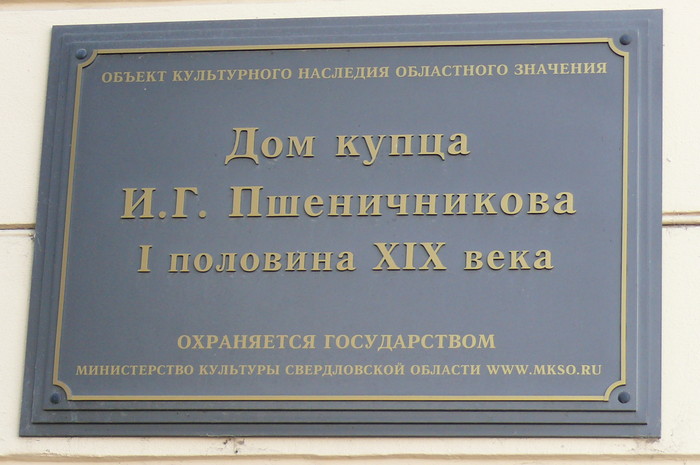 ОБЪЕКТ КУЛЬТУРНОГО НАСЛЕДИЯ ОБЛАСТНОГО ЗНАЧЕНИЯ
Дом купца
И.Г. Пшеничникова
I половина XIX века
ОХРАНЯЕТСЯ ГОСУДАРСТВОМ
МИНИСТЕРСТВО КУЛЬТУРЫ СВЕРДЛОВСКОЙ ОБЛАСТИ WWW.MKSO.RU